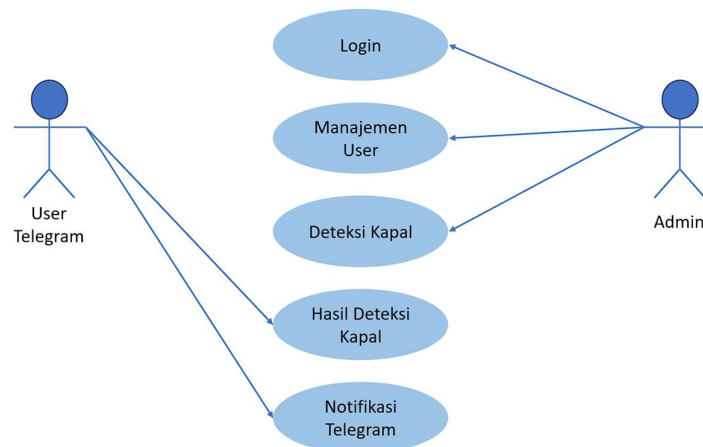 Login
Manajemen
User
Deteksi Kapal
Hasil Deteksi
Kapal
Notifikasi
Telegram
User
Telegram
Admin